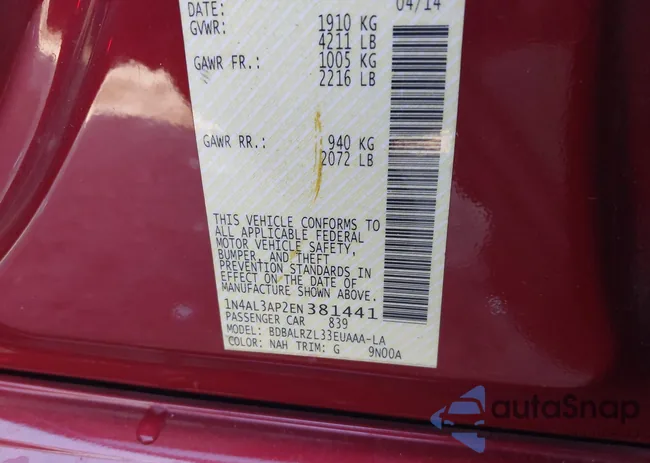 DATE: 04/14
GVWR: 1910 KG
4211 LB
GAWR FR.: 1005 KG
2216 LB
GAWR RR.: 940 KG
2072 LB
THIS VEHICLE CONFORMS TO
ALL APPLICABLE FEDERAL
MOTOR VEHICLE SAFETY,
BUMPER, AND THEFT
PREVENTION STANDARDS IN
EFFECT ON THE DATE OF
MANUFACTURE SHOWN ABOVE.
1N4AL3AP2EN381441
PASSENGER CAR 839
MODEL: BDBALRZL33EUAAA-LA
COLOR: NAH TRIM: G 9N00A
autaSnap